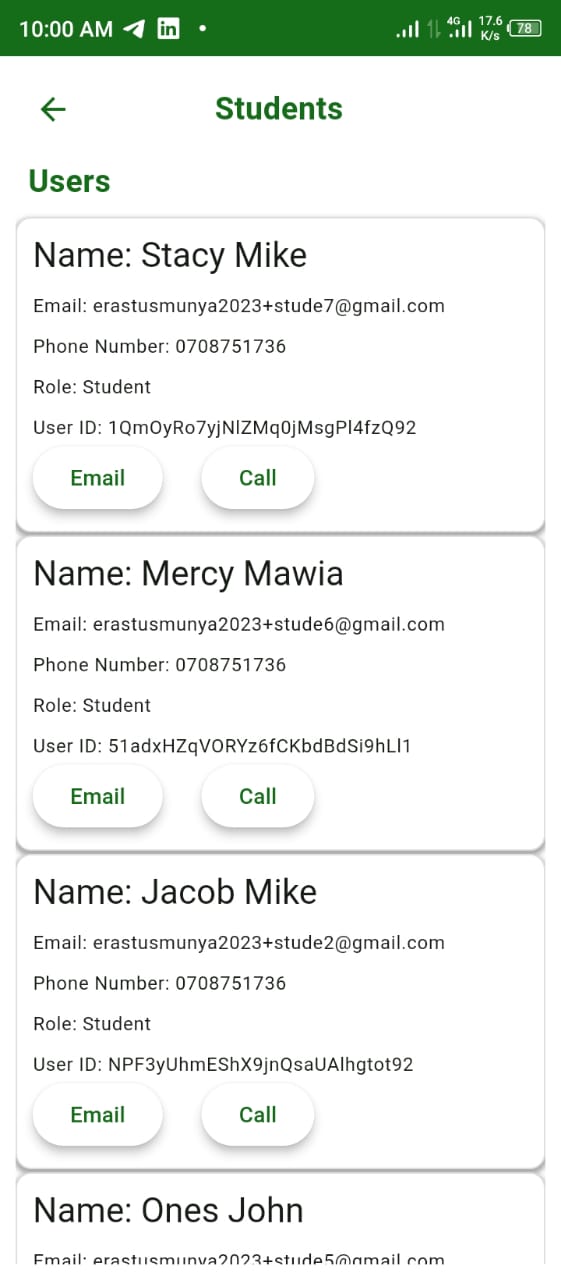 10:00 AM
4G
17.6
K/s
78
Students
Users
Name: Stacy Mike
Email: erastusmunya2023+stude7@gmail.com
Phone Number: 0708751736
Role: Student
User ID: 1QmOyRo7yjNlZMq0jMsgPl4fzQ92
Email Call
Name: Mercy Mawia
Email: erastusmunya2023+stude6@gmail.com
Phone Number: 0708751736
Role: Student
User ID: 51adxHZqVORYz6fCKbdBdSi9hLl1
Email Call
Name: Jacob Mike
Email: erastusmunya2023+stude2@gmail.com
Phone Number: 0708751736
Role: Student
User ID: NPF3yUhmEShX9jnQsaUAlhgtot92
Email Call
Name: Ones John
Email: erastusmunya2023+stude5@gmail.com